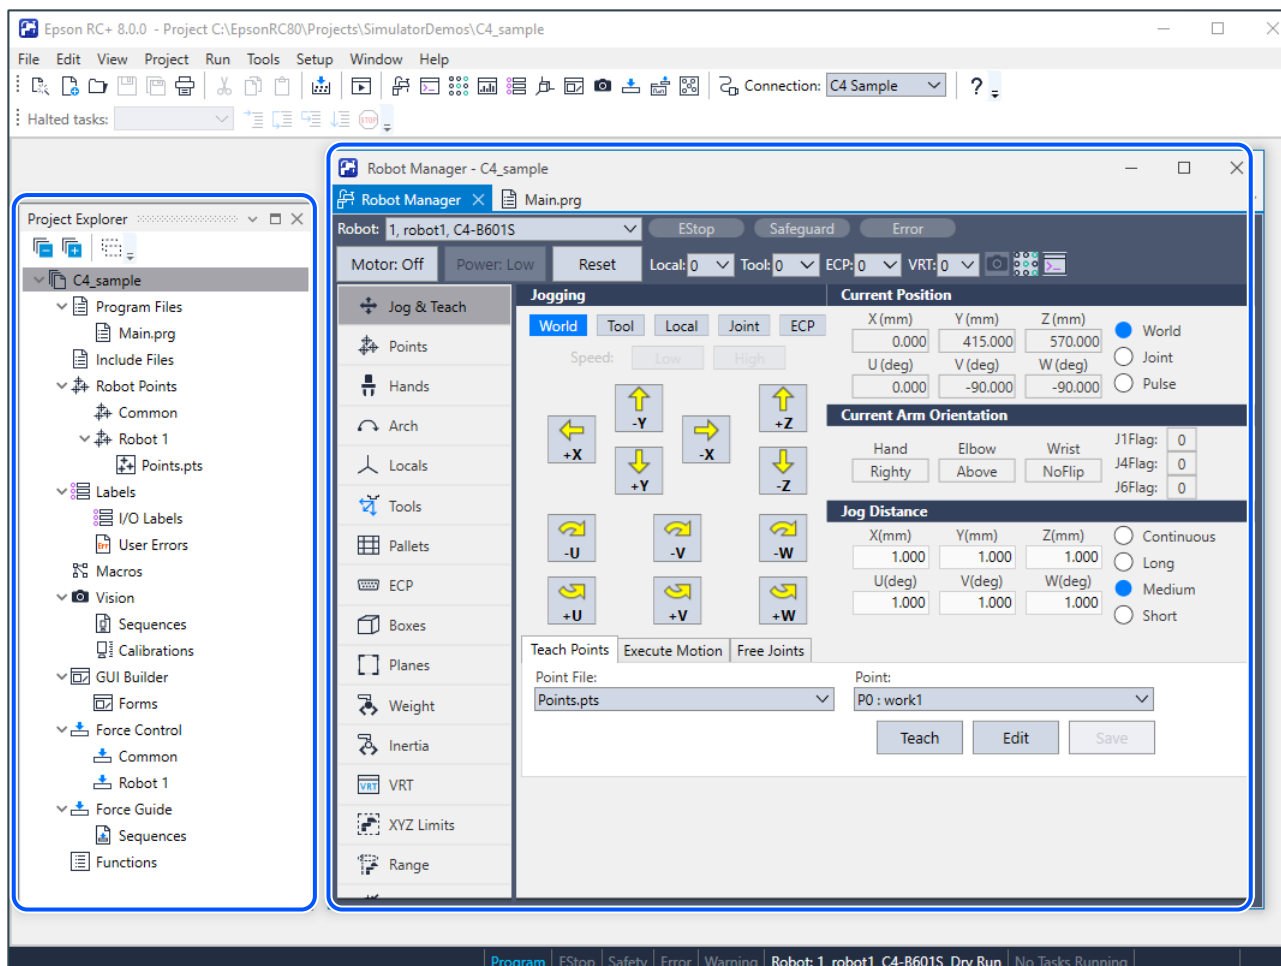 Epson RC+ 8.0.0 - Project C:\EpsonRC80\Projects\SimulatorDemos\C4_sample
File Edit View Project Run Tools Setup Window Help
Connection: C4 Sample ?
Halted tasks: STOP
Project Explorer
C4_sample
Program Files
Main.prg
Include Files
Robot Points
Common
Robot 1
Points.pts
Labels
I/O Labels
Err User Errors
Macros
Vision
Sequences
Calibrations
GUI Builder
Forms
Force Control
Common
Robot 1
Force Guide
Sequences
Functions
Robot Manager - C4_sample
Robot Manager Main.prg
Robot: 1, robot1, C4-B601S EStop Safeguard Error
Motor: Off Power: Low Reset Local: 0 Tool: 0 ECP: 0 VRT: 0
Jog & Teach
Points
Hands
Arch
Locals
Tools
Pallets
ECP
Boxes
Planes
Weight
Inertia
VRT VRT
XYZ Limits
Range
Jogging
World Tool Local Joint ECP
Speed: Low High
-Y +Z
+X -X
+Y -Z
-U -V -W
+U +V +W
Current Position
X (mm) Y (mm) Z (mm)
0.000 415.000 570.000
U (deg) V (deg) W (deg)
0.000 -90.000 -90.000
World
Joint
Pulse
Current Arm Orientation
Hand Elbow Wrist
Righty Above NoFlip
J1Flag: 0
J4Flag: 0
J6Flag: 0
Jog Distance
X(mm) Y(mm) Z(mm)
1.000 1.000 1.000
U(deg) V(deg) W(deg)
1.000 1.000 1.000
Continuous
Long
Medium
Short
Teach Points Execute Motion Free Joints
Point File: Point:
Points.pts P0 : work1
Teach Edit Save
Program EStop Safety Error Warning Robot: 1, robot1, C4-B601S, Dry Run No Tasks Running